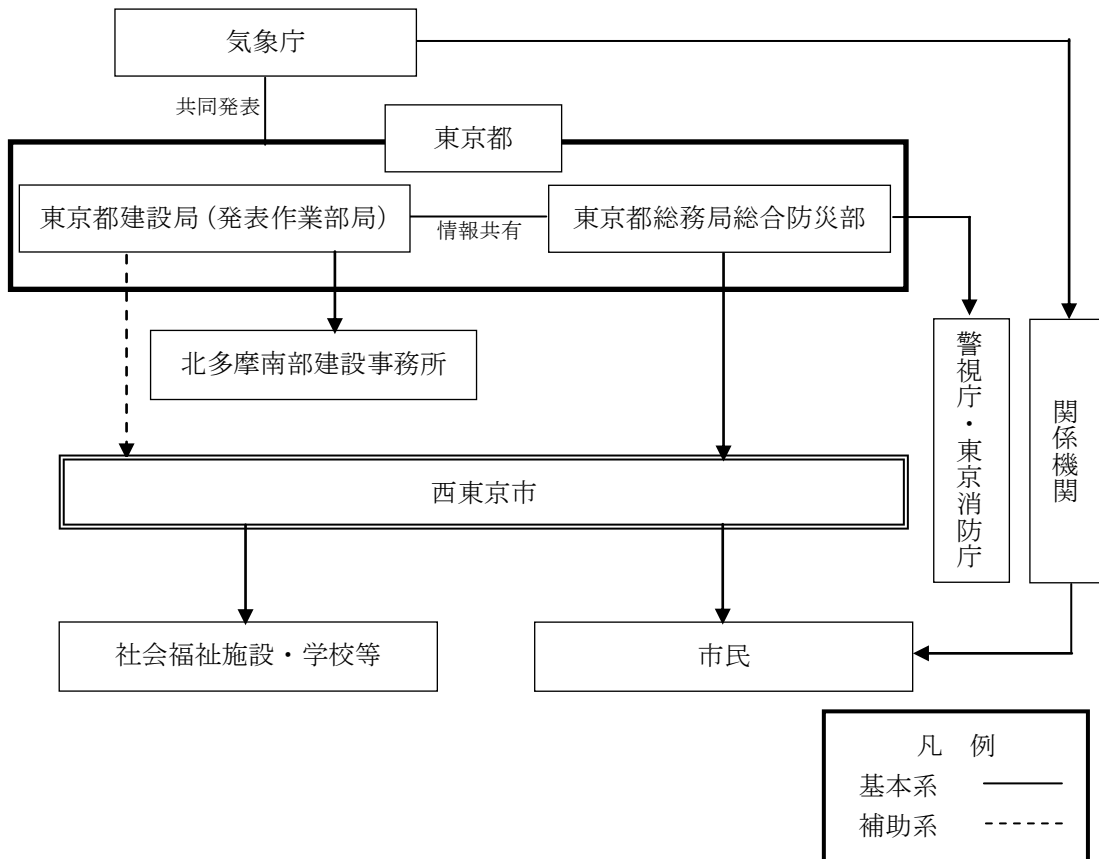 気象庁
共同発表
東京都
東京都建設局(発表作業部局)
情報共有
東京都総務局総合防災部
北多摩南部建設事務所
警視庁・東京消防庁
関係機関
西東京市
社会福祉施設・学校等
市民
凡 例
基本系
補助系